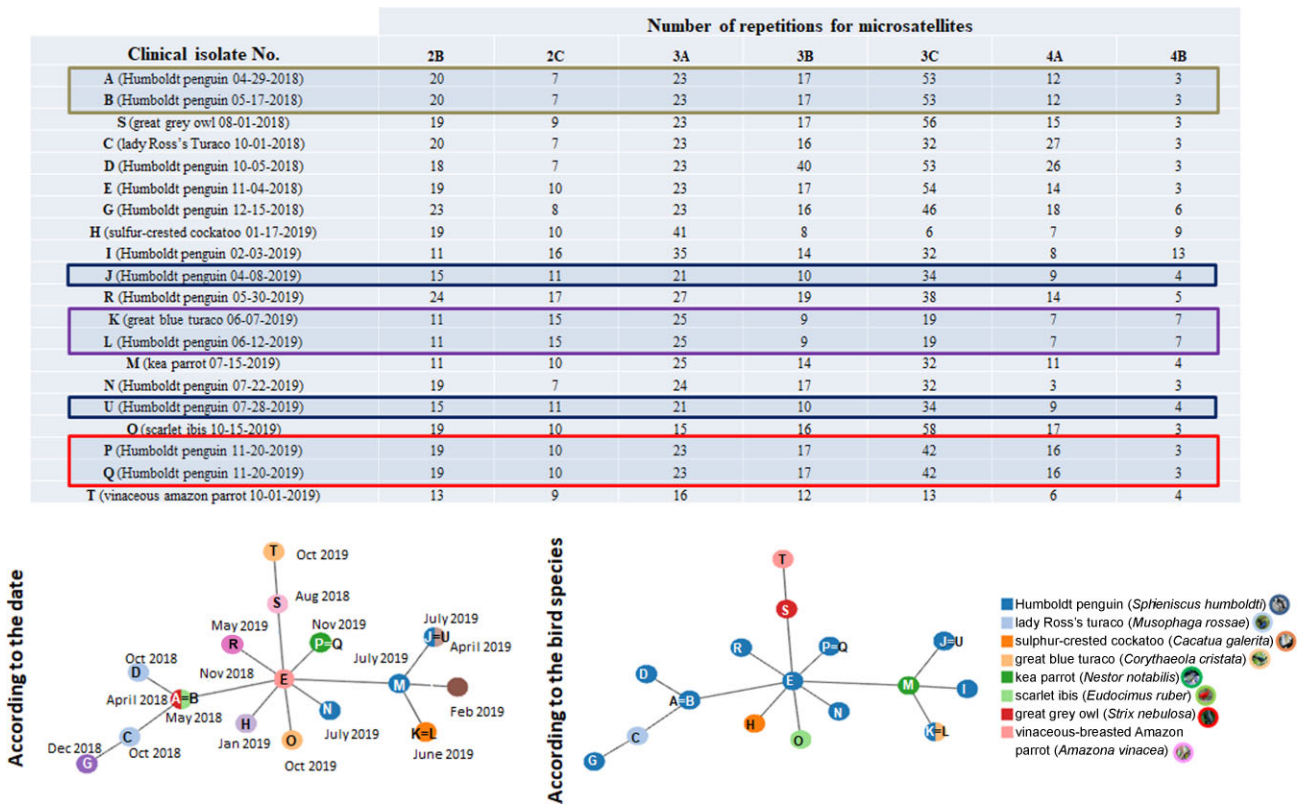 Number of repetitions for microsatellites
Clinical isolate No. 2B 2C 3A 3B 3C 4A 4B
A (Humboldt penguin 04-29-2018) 20 7 23 17 53 12 3
B (Humboldt penguin 05-17-2018) 20 7 23 17 53 12 3
S (great grey owl 08-01-2018) 19 9 23 17 56 15 3
C (lady Ross's Turaco 10-01-2018) 20 7 23 16 32 27 3
D (Humboldt penguin 10-05-2018) 18 7 23 40 53 26 3
E (Humboldt penguin 11-04-2018) 19 10 23 17 54 14 3
G (Humboldt penguin 12-15-2018) 23 8 23 16 46 18 6
H (sulfur-crested cockatoo 01-17-2019) 19 10 41 8 6 7 9
I (Humboldt penguin 02-03-2019) 11 16 35 14 32 8 13
J (Humboldt penguin 04-08-2019) 15 11 21 10 34 9 4
R (Humboldt penguin 05-30-2019) 24 17 27 19 38 14 5
K (great blue turaco 06-07-2019) 11 15 25 9 19 7 7
L (Humboldt penguin 06-12-2019) 11 15 25 9 19 7 7
M (kea parrot 07-15-2019) 11 10 25 14 32 11 4
N (Humboldt penguin 07-22-2019) 19 7 24 17 32 3 3
U (Humboldt penguin 07-28-2019) 15 11 21 10 34 9 4
O (scarlet ibis 10-15-2019) 19 10 15 16 58 17 3
P (Humboldt penguin 11-20-2019) 19 10 23 17 42 16 3
Q (Humboldt penguin 11-20-2019) 19 10 23 17 42 16 3
T (vinaceous amazon parrot 10-01-2019) 13 9 16 12 13 6 4
According to the date
T Oct 2019
S Aug 2018
May 2019
R
Nov 2019
P=Q
July 2019
J=U
April 2019
July 2019
M
Oct 2018
D
Nov 2018
E
April 2018
A=B
May 2018
Feb 2019
H
Jan 2019
N
July 2019
O
Oct 2019
K=L
June 2019
C
Oct 2018
Dec 2018
G
According to the bird species
T
S
R
P=Q
J=U
D
E
M
I
A=B
H
N
O
K=L
C
G
Humboldt penguin (Spheniscus humboldti)
lady Ross's turaco (Musophaga rossae)
sulphur-crested cockatoo (Cacatua galerita)
great blue turaco (Corythaeola cristata)
kea parrot (Nestor notabilis)
scarlet ibis (Eudocimus ruber)
great grey owl (Strix nebulosa)
vinaceous-breasted Amazon
parrot (Amazona vinacea)